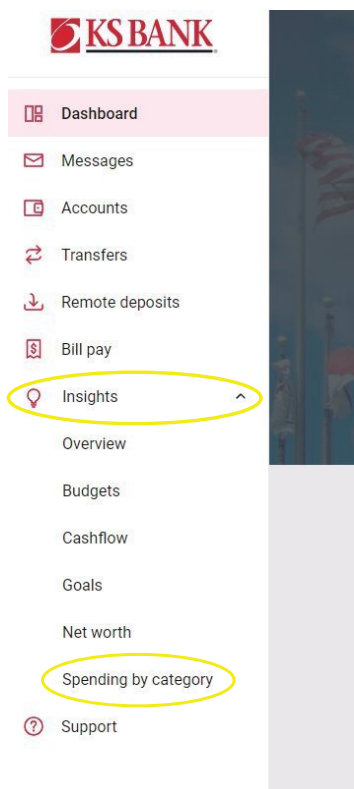 KS BANK
Dashboard
Messages
Accounts
Transfers
Remote deposits
Bill pay
Insights
Overview
Budgets
Cashflow
Goals
Net worth
Spending by category
Support